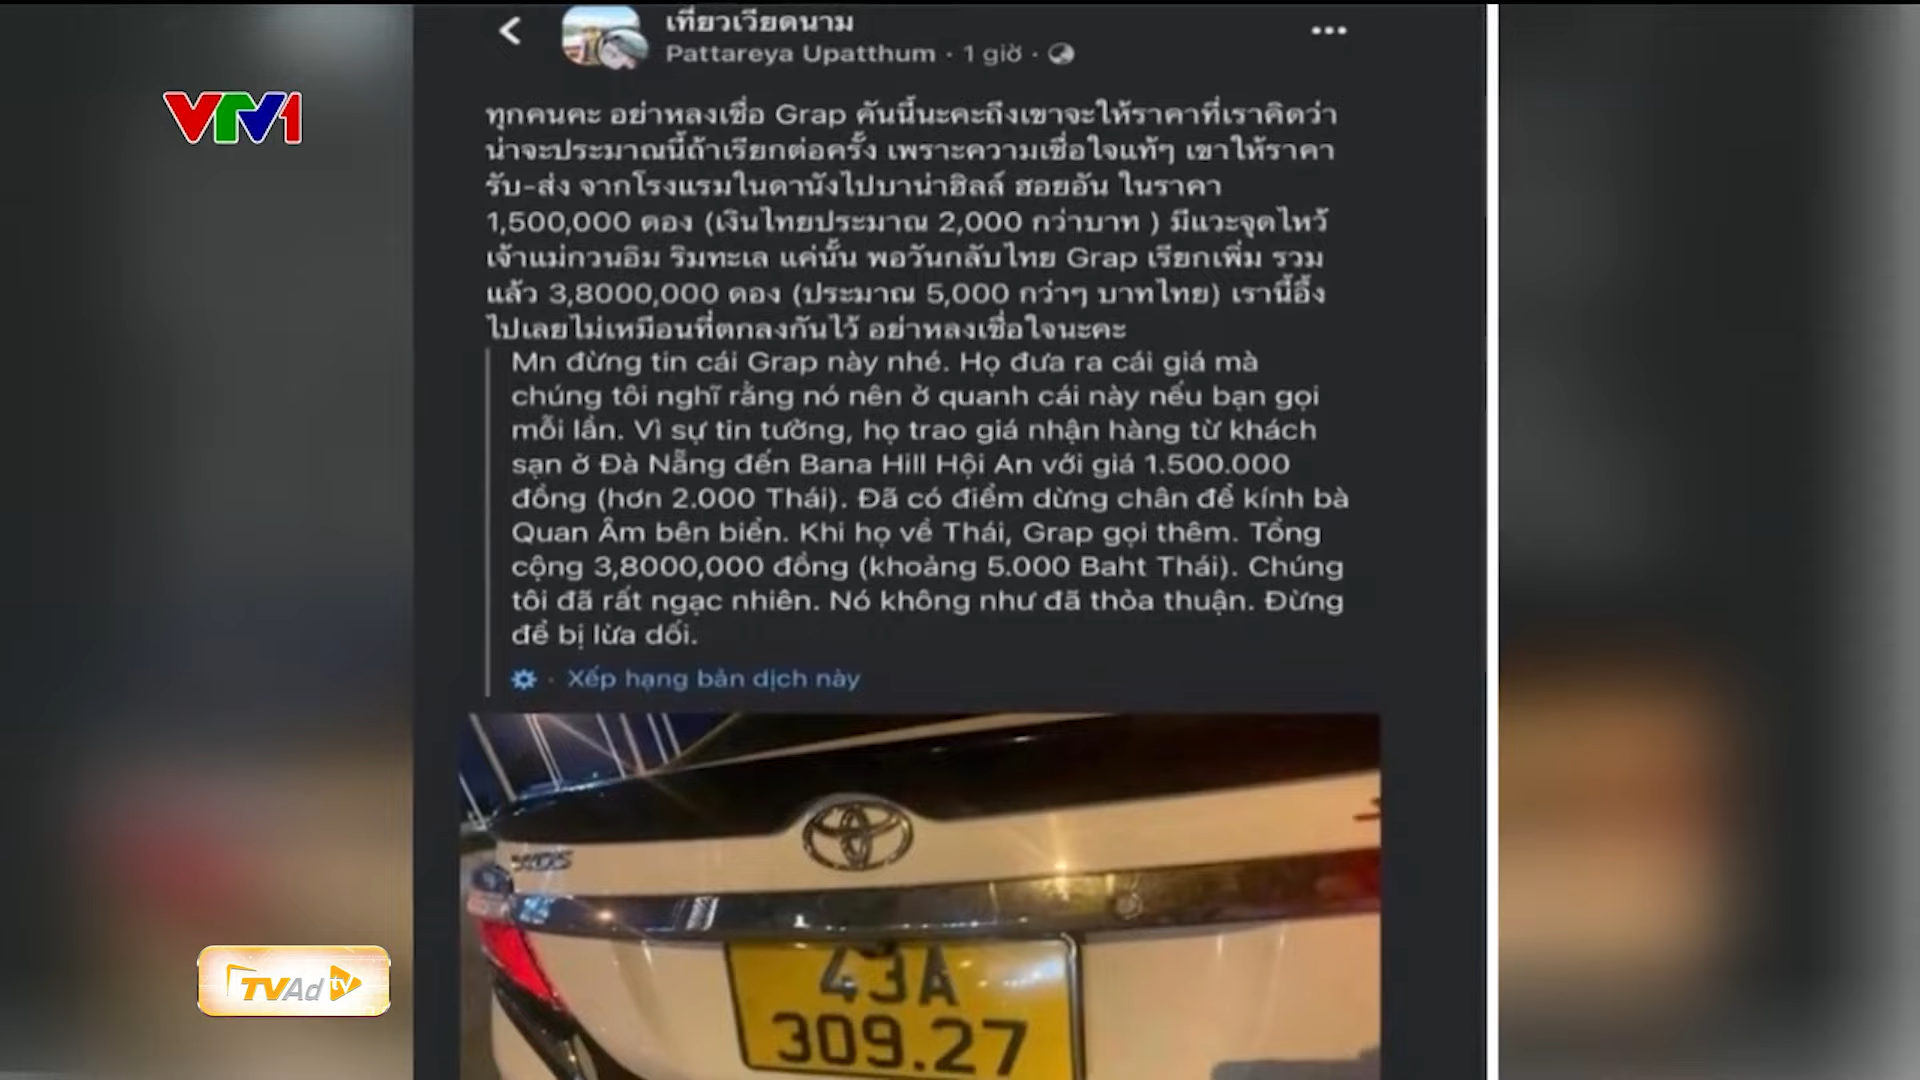 เที่ยวเวียดนาม
Pattareya Upatthum · 1 giờ ·
VTV1
ทุกคนคะ อย่าหลงเชื่อ Grap คันนี้นะคะถึงเขาจะให้ราคาที่เราคิดว่า
น่าจะประมาณนี้ถ้าเรียกต่อครั้ง เพราะความเชื่อใจแท้ๆ เขาให้ราคา
รับ-ส่ง จากโรงแรมในดานังไปบาน่าฮิลล์ ฮอยอัน ในราคา
1,500,000 ดอง (เงินไทยประมาณ 2,000 กว่าบาท ) มีแวะจุดไหว้
เจ้าแม่กวนอิม ริมทะเล แค่นั้น พอวันกลับไทย Grap เรียกเพิ่ม รวม
แล้ว 3,8000,000 ดอง (ประมาณ 5,000 กว่าๆ บาทไทย) เรานี้อึ้ง
ไปเลยไม่เหมือนที่ตกลงกันไว้ อย่าหลงเชื่อใจนะคะ
Mn đừng tin cái Grap này nhé. Họ đưa ra cái giá mà
chúng tôi nghĩ rằng nó nên ở quanh cái này nếu bạn gọi
mỗi lần. Vì sự tin tưởng, họ trao giá nhận hàng từ khách
sạn ở Đà Nẵng đến Bana Hill Hội An với giá 1.500.000
đồng (hơn 2.000 Thái). Đã có điểm dừng chân để kính bà
Quan Âm bên biển. Khi họ về Thái, Grap gọi thêm. Tổng
cộng 3,8000,000 đồng (khoảng 5.000 Baht Thái). Chúng
tôi đã rất ngạc nhiên. Nó không như đã thỏa thuận. Đừng
để bị lừa dối.
· Xếp hạng bản dịch này
43A
309.27
TVAd tv